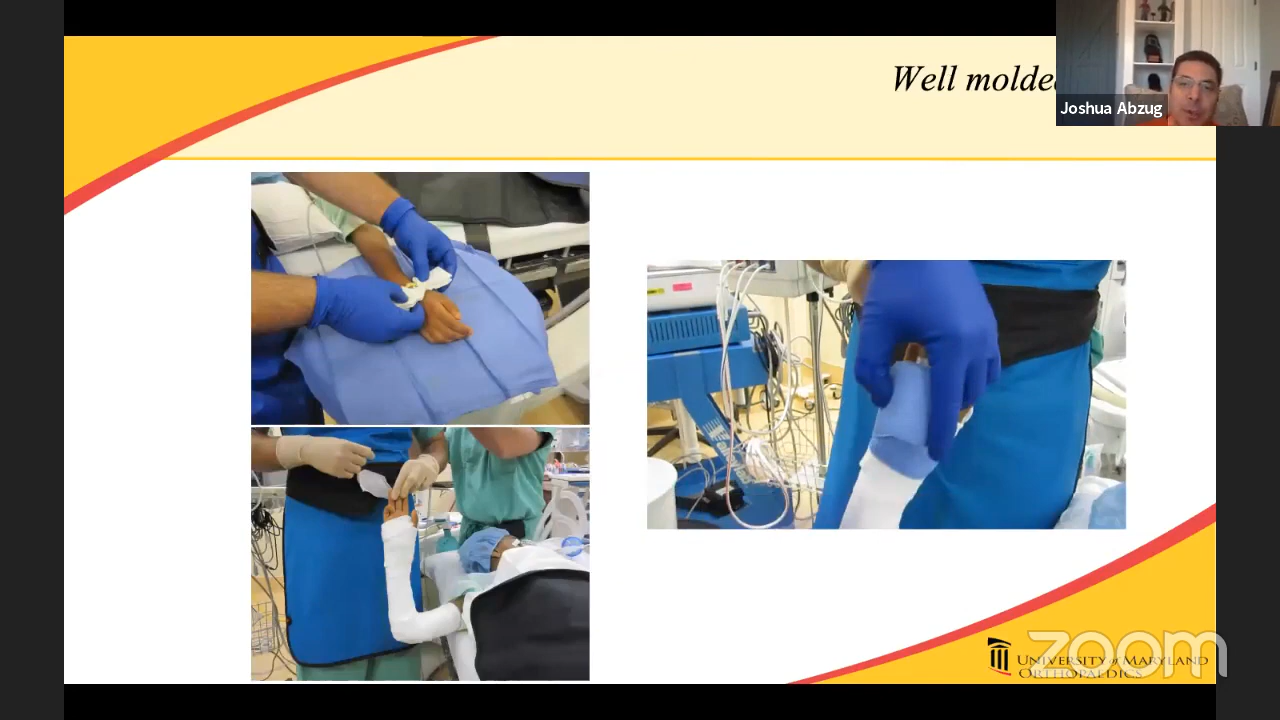 Well molded
Joshua Abzug
zoom
UNIVERSITY of MARYLAND
ORTHOPAEDICS